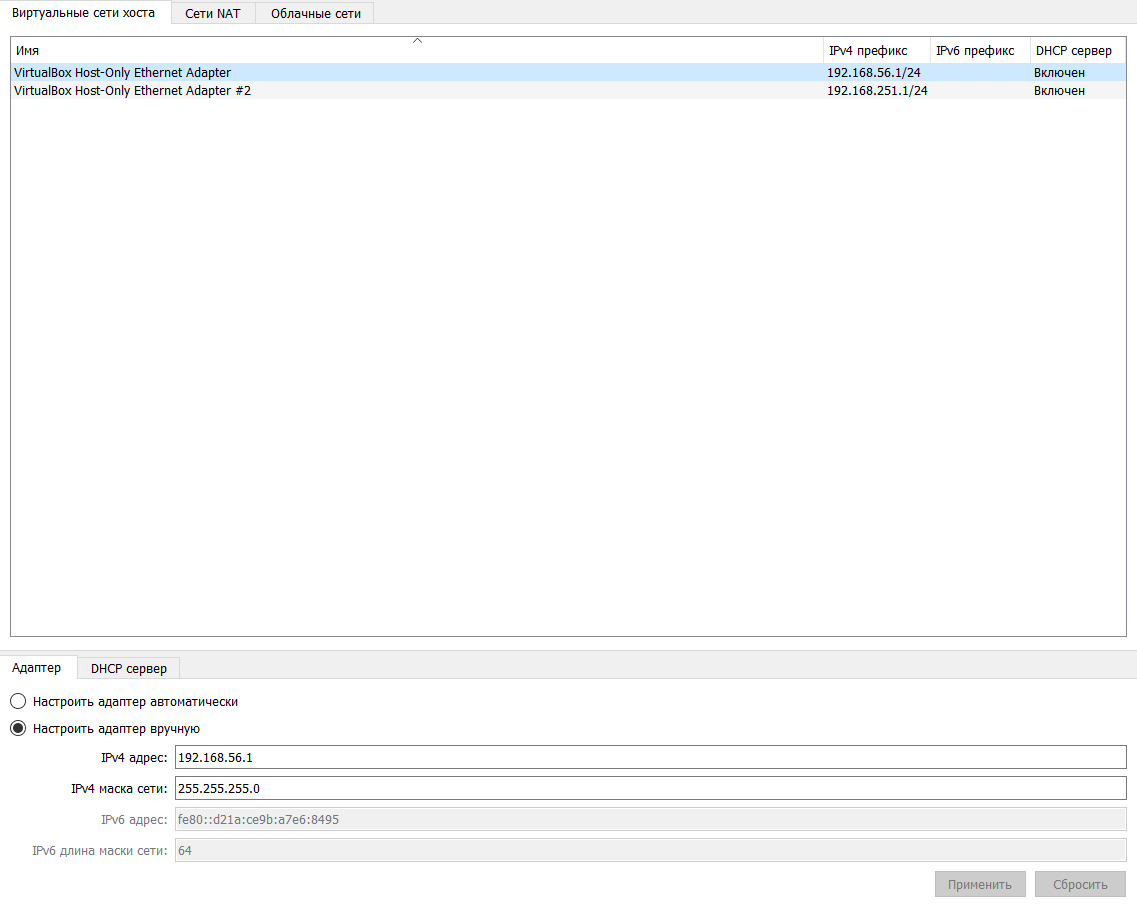 Виртуальные сети хоста Сети NAT Облачные сети
Имя IPv4 префикс IPv6 префикс DHCP сервер
VirtualBox Host-Only Ethernet Adapter 192.168.56.1/24 Включен
VirtualBox Host-Only Ethernet Adapter #2 192.168.251.1/24 Включен
Адаптер DHCP сервер
Настроить адаптер автоматически
Настроить адаптер вручную
IPv4 адрес: 192.168.56.1
IPv4 маска сети: 255.255.255.0
IPv6 адрес: fe80::d21a:ce9b:a7e6:8495
IPv6 длина маски сети: 64
Применить Сбросить